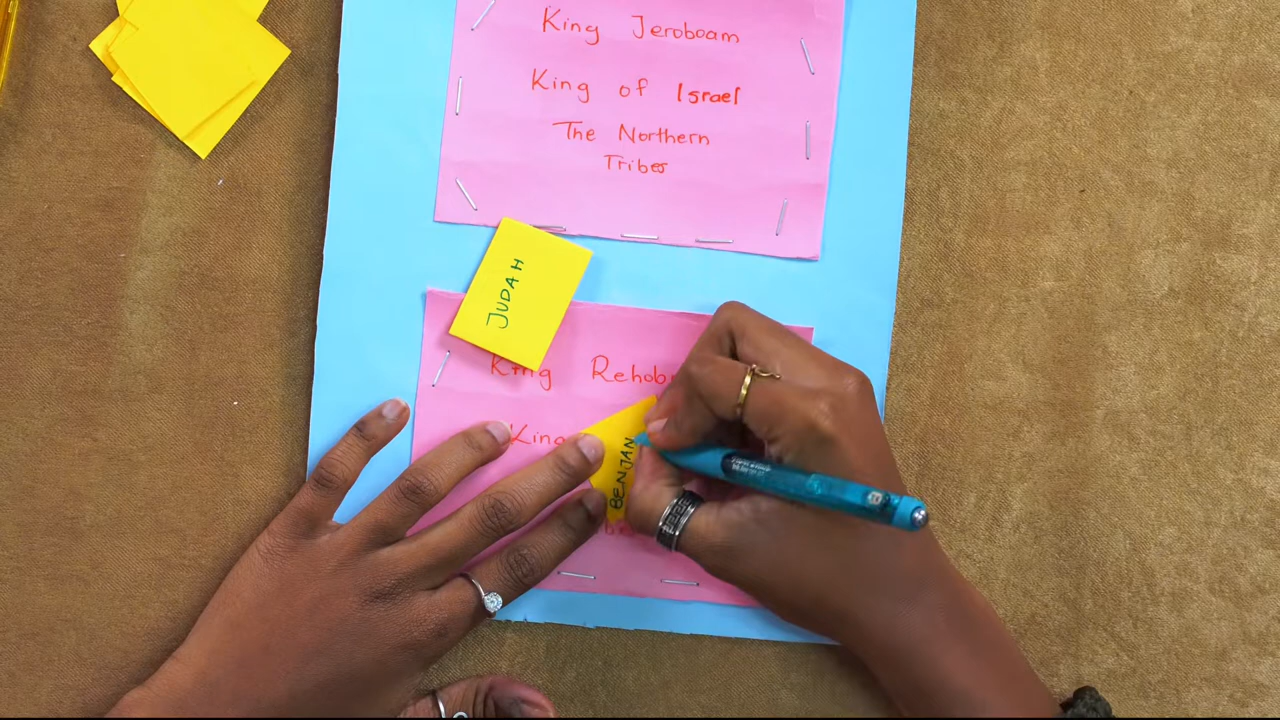 King Jeroboam
King of Israel
The Northern
Tribes
JUDAH
King Rehob
King
BENJAN